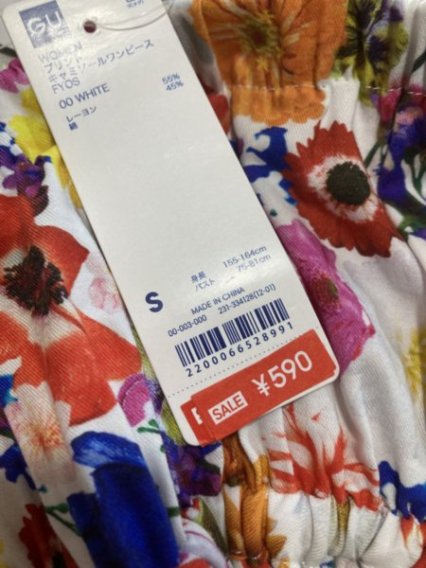 GU
WOMEN
プリント
キャミソールワンピース
FYOS
00 WHITE
レーヨン 55%
綿 45%
S
身長 155-164cm
バスト 75-81cm
MADE IN CHINA
00-003-000 231-334128(12-01)
2200066528991
SALE ¥590